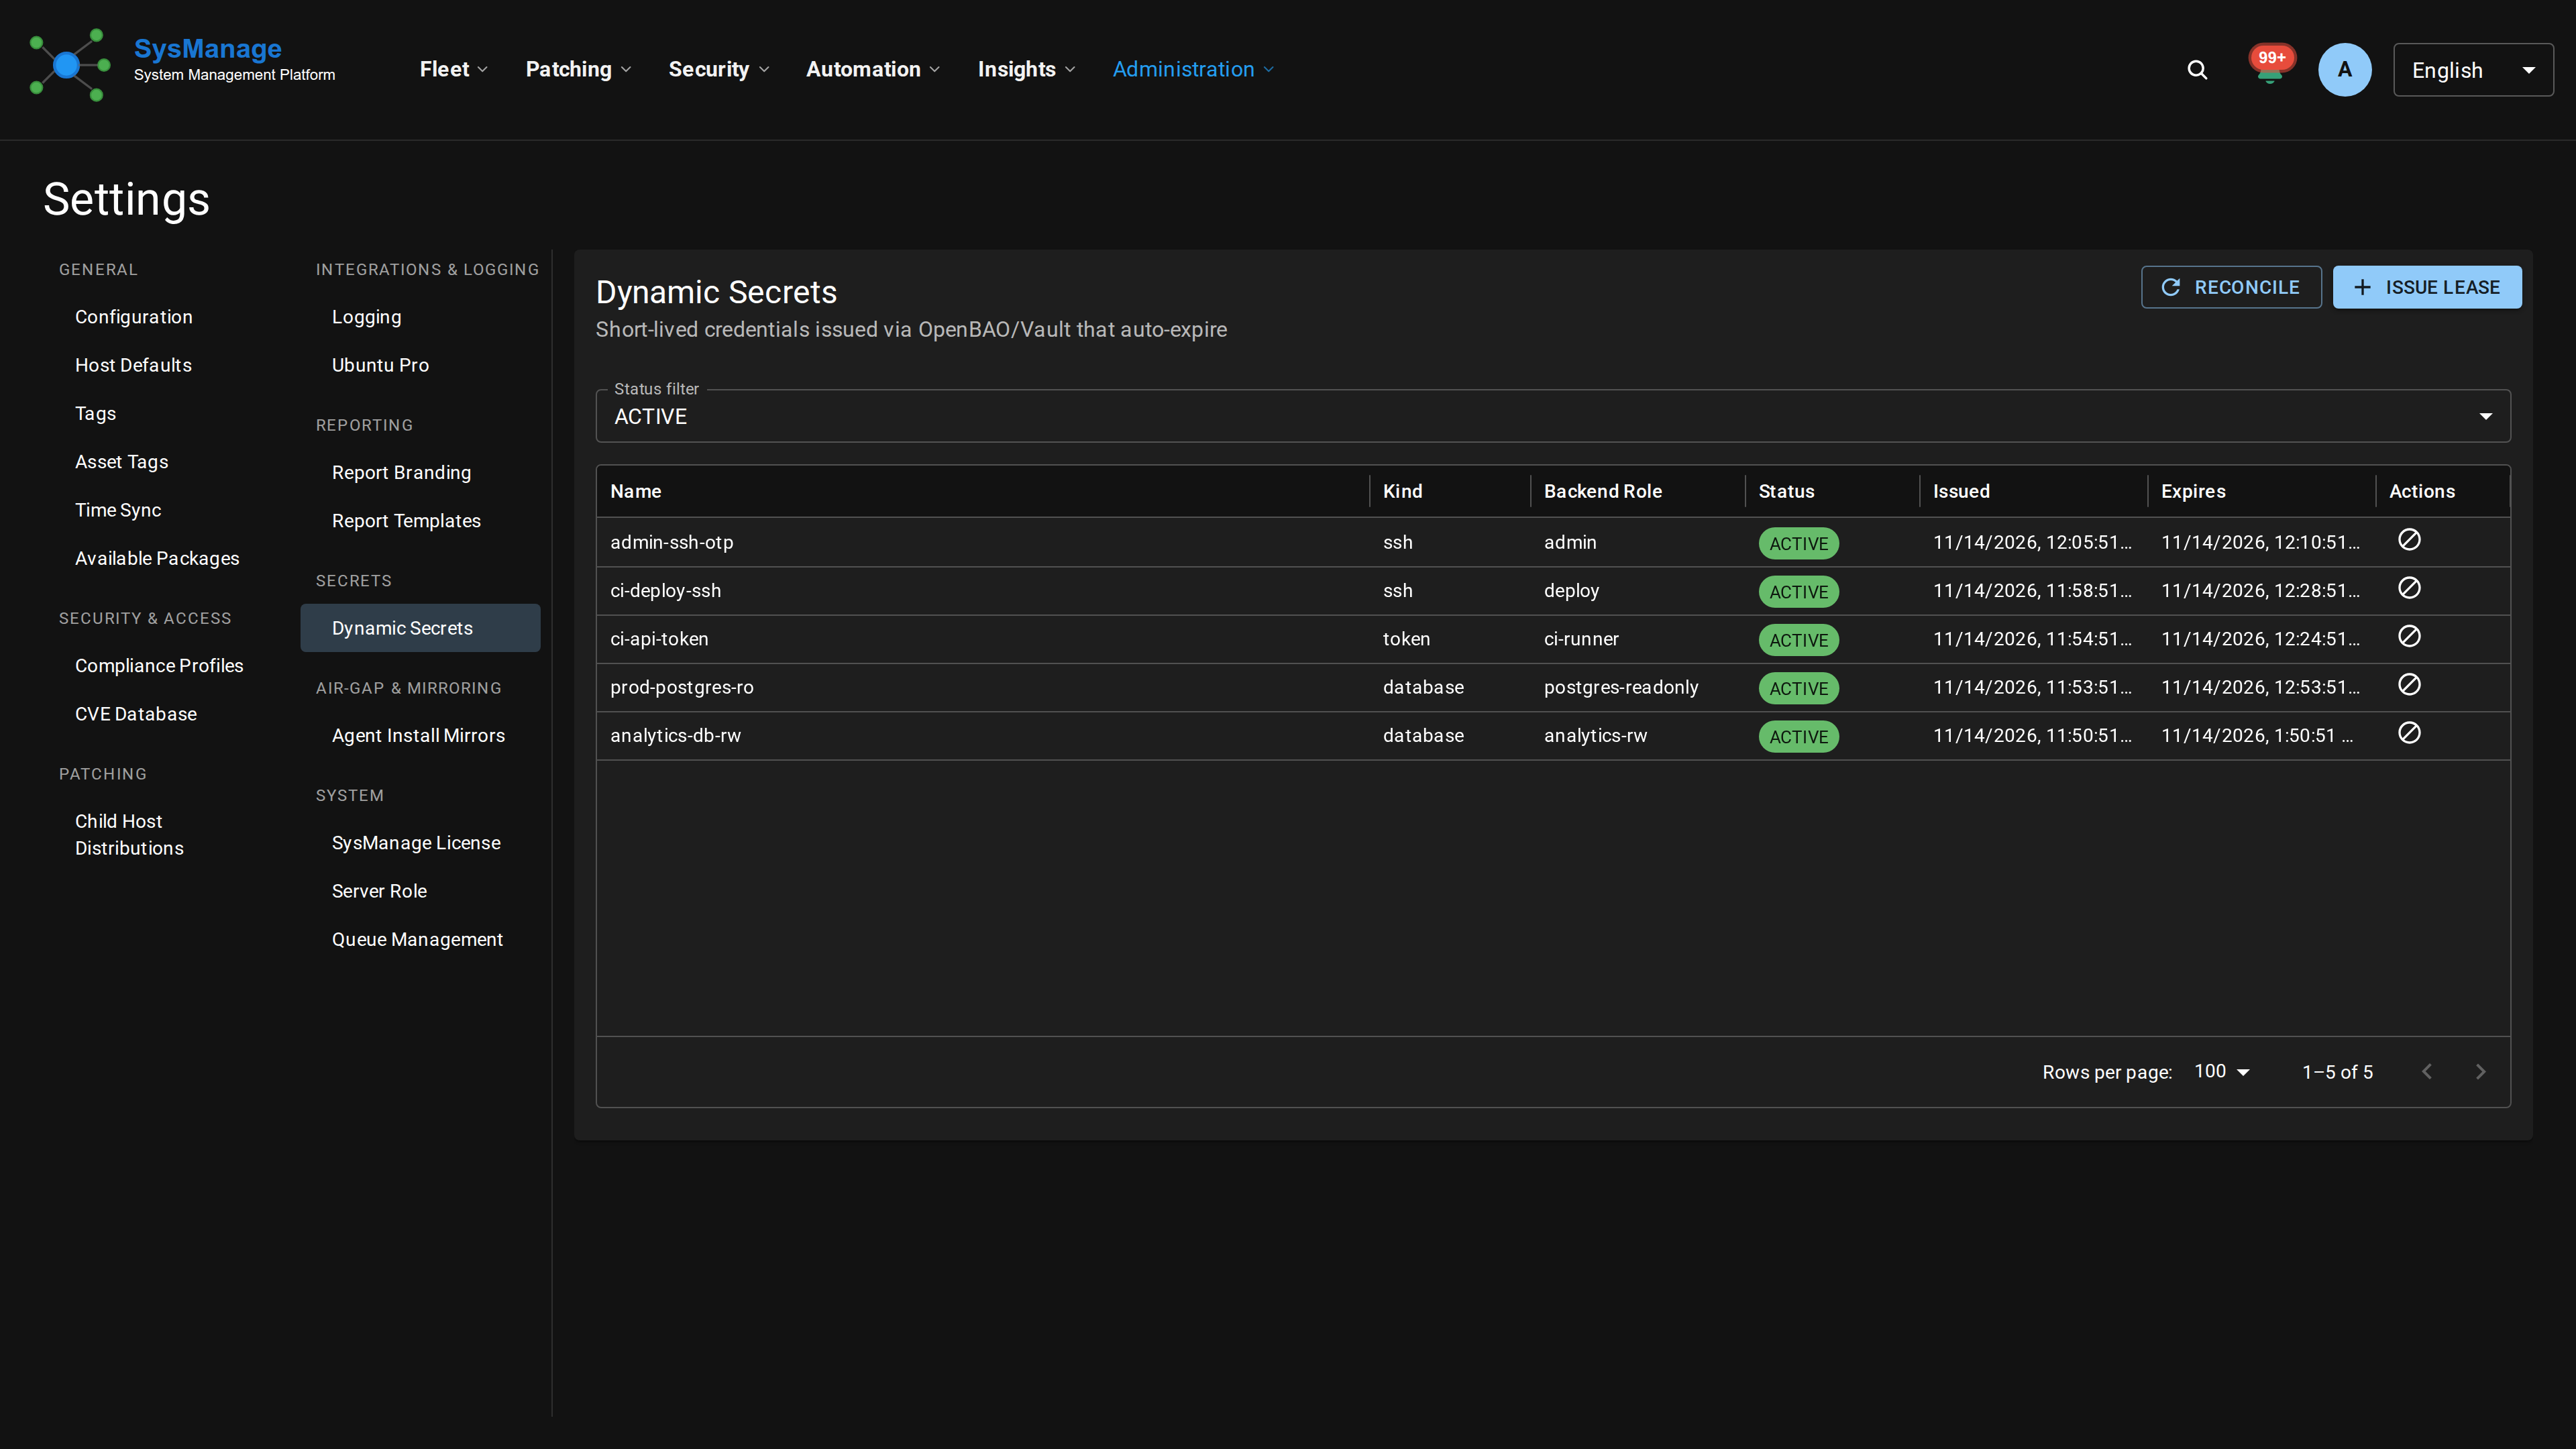 SysManage
System Management Platform
Fleet
Patching
Security
Automation
Insights
Administration
99+
A
English
Settings
GENERAL
Configuration
Host Defaults
Tags
Asset Tags
Time Sync
Available Packages
SECURITY & ACCESS
Compliance Profiles
CVE Database
PATCHING
Child Host
Distributions
INTEGRATIONS & LOGGING
Logging
Ubuntu Pro
REPORTING
Report Branding
Report Templates
SECRETS
Dynamic Secrets
AIR-GAP & MIRRORING
Agent Install Mirrors
SYSTEM
SysManage License
Server Role
Queue Management
Dynamic Secrets
Short-lived credentials issued via OpenBAO/Vault that auto-expire
RECONCILE
ISSUE LEASE
Status filter
ACTIVE
Name Kind Backend Role Status Issued Expires Actions
admin-ssh-otp ssh admin ACTIVE 11/14/2026, 12:05:51... 11/14/2026, 12:10:51...
ci-deploy-ssh ssh deploy ACTIVE 11/14/2026, 11:58:51... 11/14/2026, 12:28:51...
ci-api-token token ci-runner ACTIVE 11/14/2026, 11:54:51... 11/14/2026, 12:24:51...
prod-postgres-ro database postgres-readonly ACTIVE 11/14/2026, 11:53:51... 11/14/2026, 12:53:51...
analytics-db-rw database analytics-rw ACTIVE 11/14/2026, 11:50:51... 11/14/2026, 1:50:51 ...
Rows per page: 100 1–5 of 5